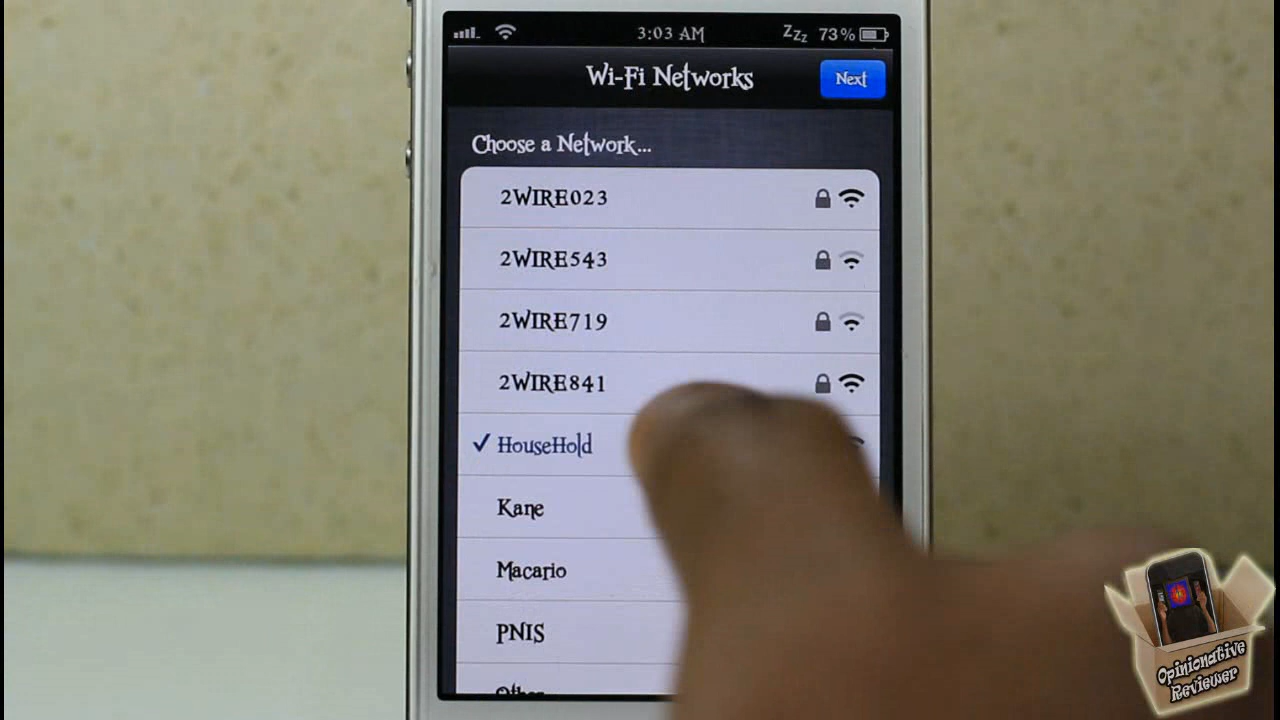 3:03 AM
Zzz 73%
Wi-Fi Networks
Next
Choose a Network...
2WIRE023
2WIRE543
2WIRE719
2WIRE841
HouseHold
Kane
Macario
PNIS
Other
Opinionative
Reviewer